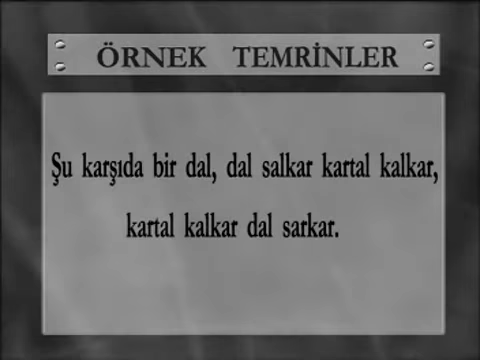 ÖRNEK TEMRİNLER
Şu karşıda bir dal, dal salkar kartal kalkar,
kartal kalkar dal sarkar.